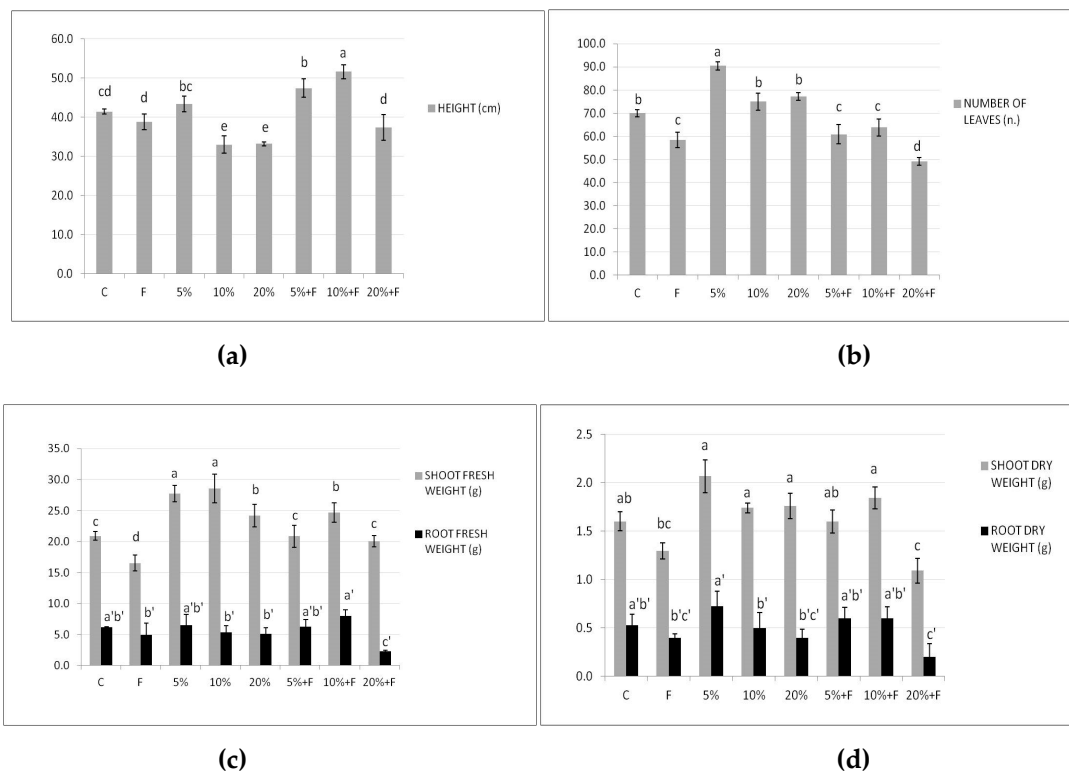 60.0
50.0
40.0
30.0
20.0
10.0
0.0
cd d bc e e b a d
C F 5% 10% 20% 5%+F 10%+F 20%+F
HEIGHT (cm)
(a)
100.0
90.0
80.0
70.0
60.0
50.0
40.0
30.0
20.0
10.0
0.0
b c a b b c c d
C F 5% 10% 20% 5%+F 10%+F 20%+F
NUMBER OF
LEAVES (n.)
(b)
35.0
30.0
25.0
20.0
15.0
10.0
5.0
0.0
c d a a b c b c
a'b' b' a'b' b' b' a'b' a' c'
C F 5% 10% 20% 5%+F 10%+F 20%+F
SHOOT FRESH
WEIGHT (g)
ROOT FRESH
WEIGHT (g)
(c)
2.5
2.0
1.5
1.0
0.5
0.0
ab bc a a a ab a c
a'b' b'c' a' b' b'c' a'b' a'b' c'
C F 5% 10% 20% 5%+F 10%+F 20%+F
SHOOT DRY
WEIGHT (g)
ROOT DRY
WEIGHT (g)
(d)